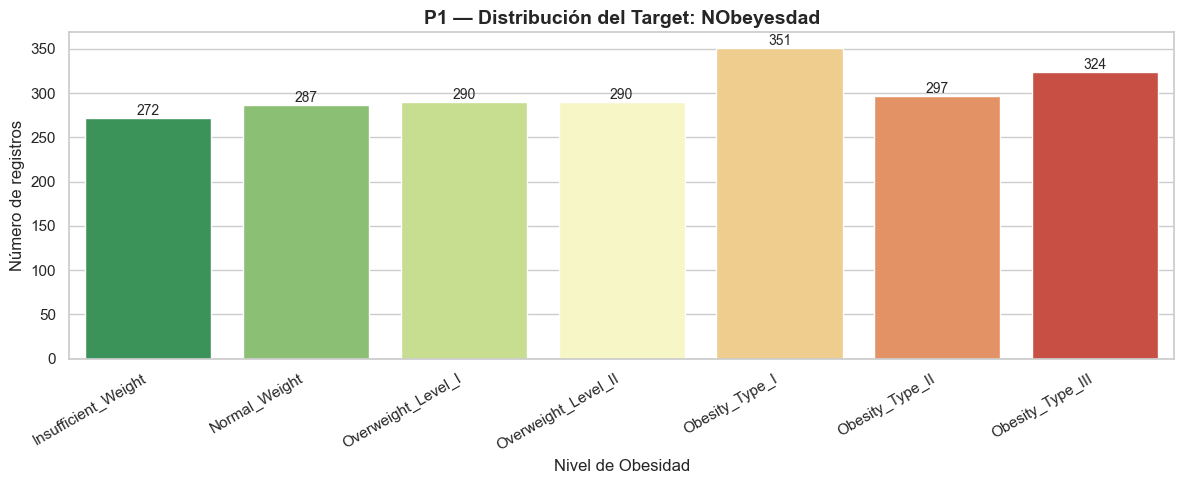 P1 — Distribución del Target: NObeyesdad
Número de registros
350
300
250
200
150
100
50
0
272
287
290
290
351
297
324
Insufficient_Weight
Normal_Weight
Overweight_Level_I
Overweight_Level_II
Obesity_Type_I
Obesity_Type_II
Obesity_Type_III
Nivel de Obesidad